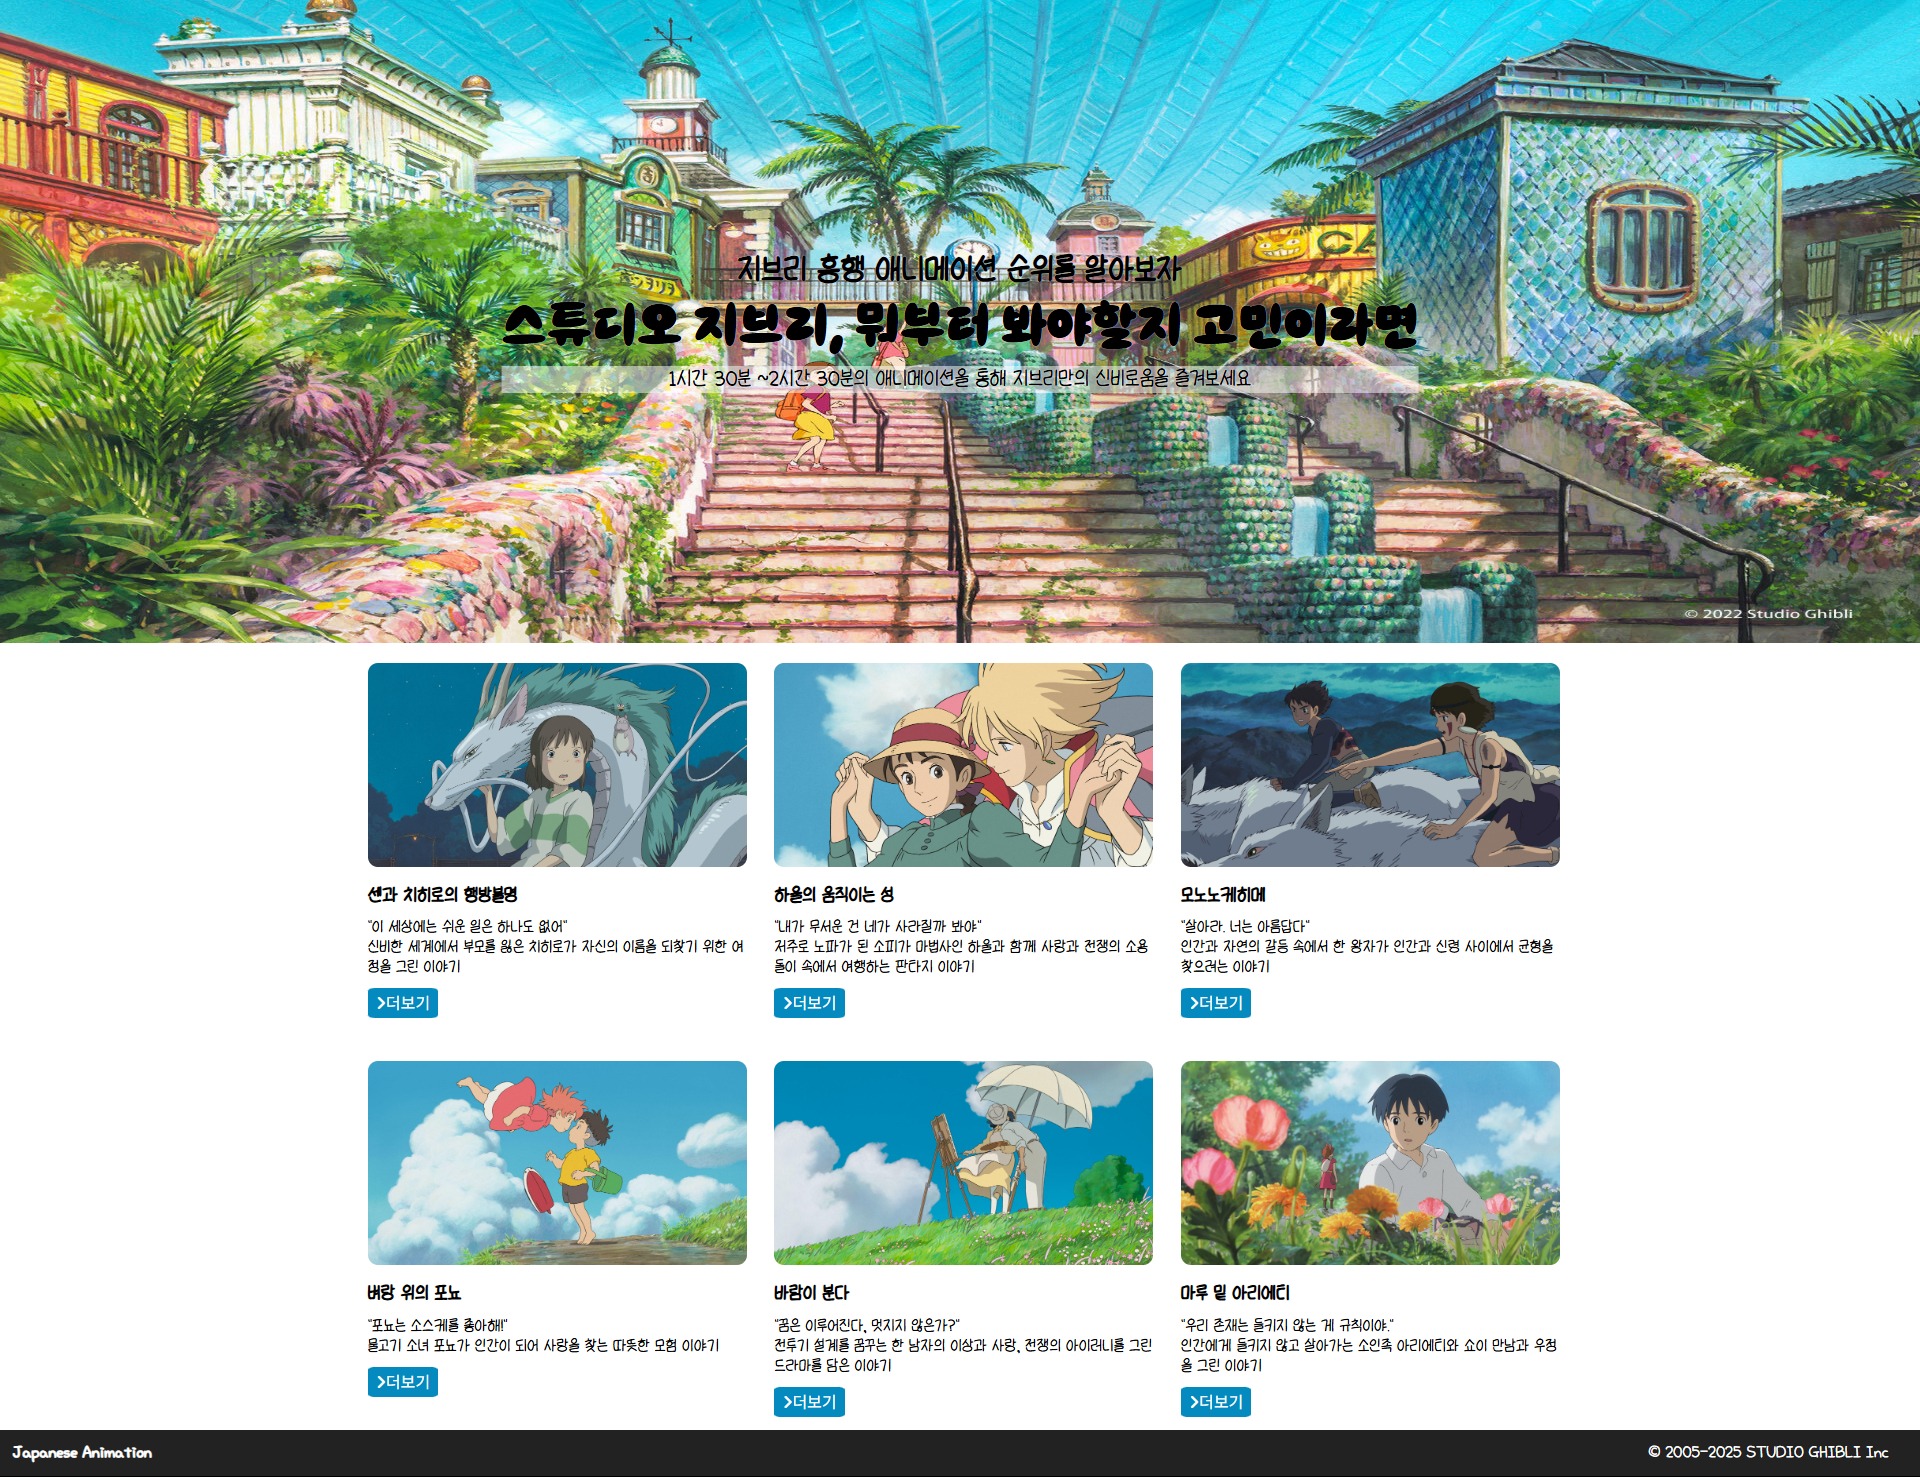 지브리 흥행 애니메이션 순위를 알아보자
스튜디오 지브리, 뭐부터 봐야할지 고민이라면
1시간 30분 ~2시간 30분의 애니메이션을 통해 지브리만의 신비로움을 즐겨보세요
© 2022 Studio Ghibli
센과 치히로의 행방불명
"이 세상에는 쉬운 일은 하나도 없어"
신비한 세계에서 부모를 잃은 치히로가 자신의 이름을 되찾기 위한 여
정을 그린 이야기
더보기
하울의 움직이는 성
"내가 무서운 건 네가 사라질까 봐야"
저주로 노파가 된 소피가 마법사인 하울과 함께 사랑과 전쟁의 소용
돌이 속에서 여행하는 판타지 이야기
더보기
모노노케히메
"살아라. 너는 아름답다"
인간과 자연의 갈등 속에서 한 왕자가 인간과 신령 사이에서 균형을
찾으려는 이야기
더보기
벼랑 위의 포뇨
"포뇨는 소스케를 좋아해!"
물고기 소녀 포뇨가 인간이 되어 사랑을 찾는 따뜻한 모험 이야기
더보기
바람이 분다
"꿈은 이루어진다, 멋지지 않은가?"
전투기 설계를 꿈꾸는 한 남자의 이상과 사랑, 전쟁의 아이러니를 그린
드라마를 담은 이야기
더보기
마루 밑 아리에티
"우리 존재는 들키지 않는 게 규칙이야."
인간에게 들키지 않고 살아가는 소인족 아리에티와 쇼이 만남과 우정
을 그린 이야기
더보기
Japanese Animation
© 2005-2025 STUDIO GHIBLI Inc